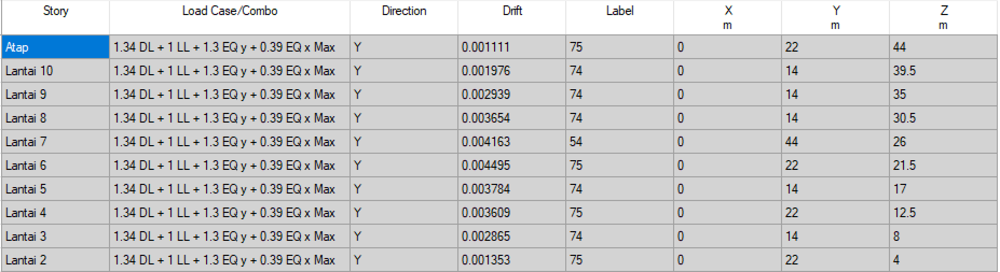 Story Load Case/Combo Direction Drift Label X Y Z
m m m
Atap 1.34 DL + 1 LL + 1.3 EQ y + 0.39 EQ x Max Y 0.001111 75 0 22 44
Lantai 10 1.34 DL + 1 LL + 1.3 EQ y + 0.39 EQ x Max Y 0.001976 74 0 14 39.5
Lantai 9 1.34 DL + 1 LL + 1.3 EQ y + 0.39 EQ x Max Y 0.002939 74 0 14 35
Lantai 8 1.34 DL + 1 LL + 1.3 EQ y + 0.39 EQ x Max Y 0.003654 74 0 14 30.5
Lantai 7 1.34 DL + 1 LL + 1.3 EQ y + 0.39 EQ x Max Y 0.004163 54 0 44 26
Lantai 6 1.34 DL + 1 LL + 1.3 EQ y + 0.39 EQ x Max Y 0.004495 75 0 22 21.5
Lantai 5 1.34 DL + 1 LL + 1.3 EQ y + 0.39 EQ x Max Y 0.003784 74 0 14 17
Lantai 4 1.34 DL + 1 LL + 1.3 EQ y + 0.39 EQ x Max Y 0.003609 75 0 22 12.5
Lantai 3 1.34 DL + 1 LL + 1.3 EQ y + 0.39 EQ x Max Y 0.002865 74 0 14 8
Lantai 2 1.34 DL + 1 LL + 1.3 EQ y + 0.39 EQ x Max Y 0.001353 75 0 22 4